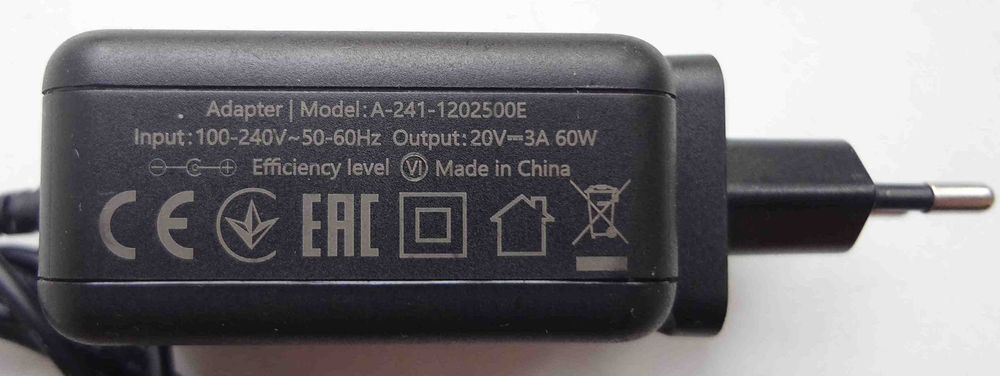 Adapter | Model: A-241-1202500E
Input: 100-240V~50-60Hz Output: 20V⎓3A 60W
Efficiency level VI Made in China
CE EAC